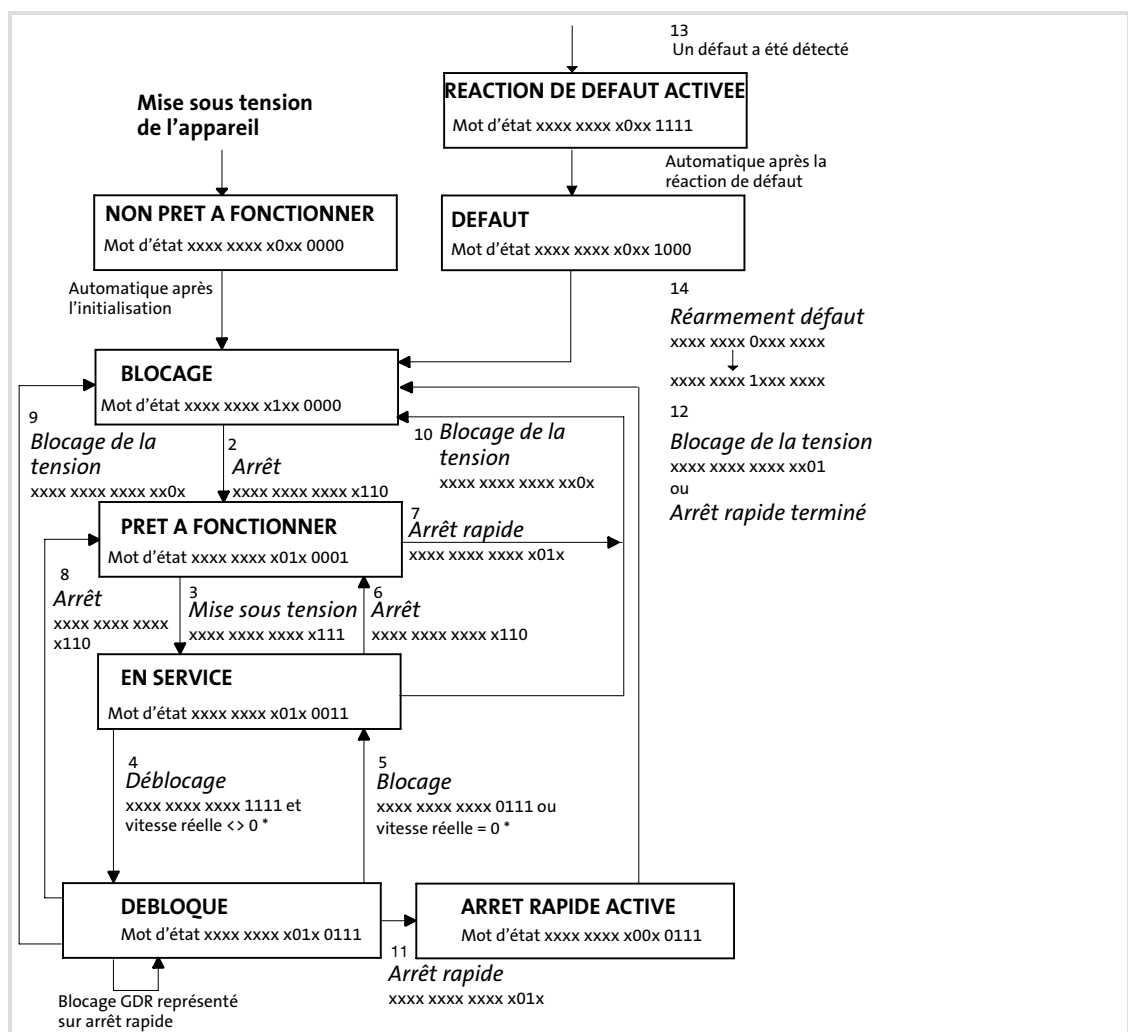 13
Un défaut a été détecté
REACTION DE DEFAUT ACTIVEE
Mot d'état xxxx xxxx x0xx 1111
Mise sous tension
de l'appareil
Automatique après la
réaction de défaut
NON PRET A FONCTIONNER
Mot d'état xxxx xxxx x0xx 0000
DEFAUT
Mot d'état xxxx xxxx x0xx 1000
Automatique après
l'initialisation
14
Réarmement défaut
xxxx xxxx 0xxx xxxx
xxxx xxxx 1xxx xxxx
BLOCAGE
Mot d'état xxxx xxxx x1xx 0000
9
Blocage de la
tension
xxxx xxxx xxxx xx0x
2
Arrêt
xxxx xxxx xxxx x110
10 Blocage de la
tension
xxxx xxxx xxxx xx0x
12
Blocage de la tension
xxxx xxxx xxxx xx01
ou
Arrêt rapide terminé
PRET A FONCTIONNER
Mot d'état xxxx xxxx x01x 0001
7
Arrêt rapide
xxxx xxxx xxxx x01x
8
Arrêt
xxxx xxxx xxxx
x110
3
Mise sous tension
xxxx xxxx xxxx x111
6
Arrêt
xxxx xxxx xxxx x110
EN SERVICE
Mot d'état xxxx xxxx x01x 0011
4
Déblocage
xxxx xxxx xxxx 1111 et
vitesse réelle <> 0 *
5
Blocage
xxxx xxxx xxxx 0111 ou
vitesse réelle = 0 *
DEBLOQUE
Mot d'état xxxx xxxx x01x 0111
ARRET RAPIDE ACTIVE
Mot d'état xxxx xxxx x00x 0111
11
Arrêt rapide
xxxx xxxx xxxx x01x
Blocage GDR représenté
sur arrêt rapide